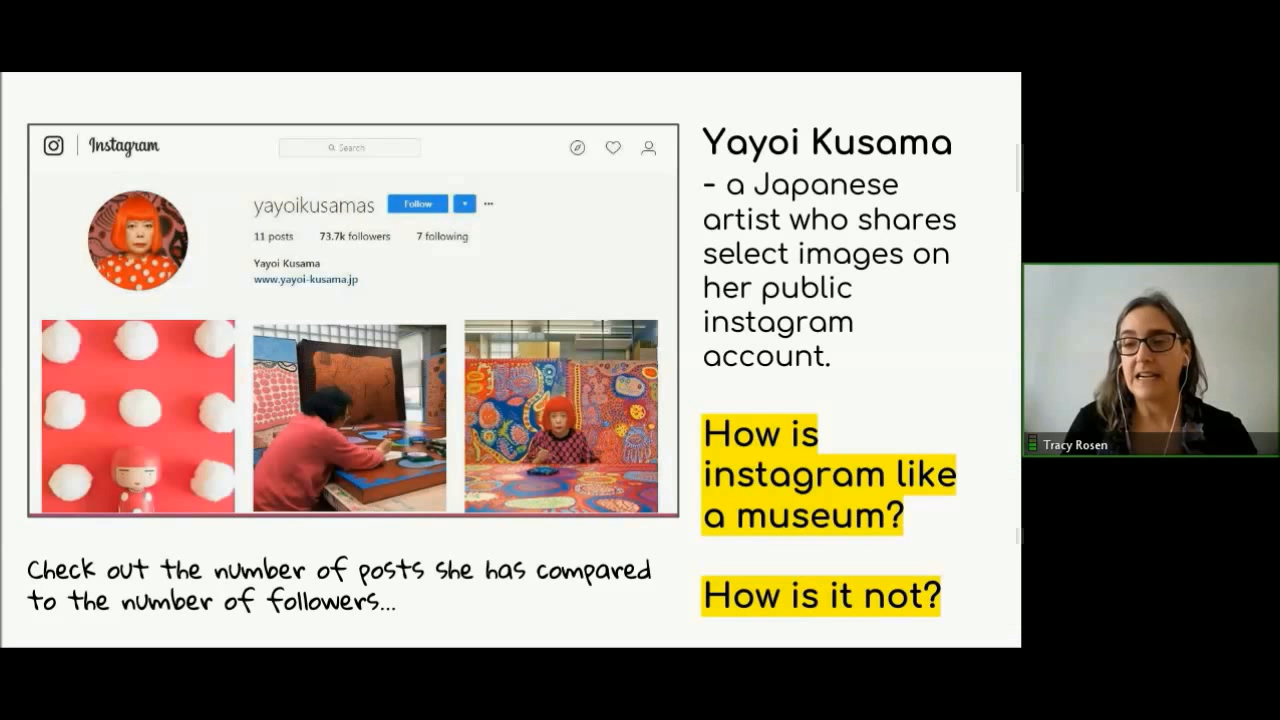 Instagram
Search
yayoikusamas
Follow
11 posts 73.7k followers 7 following
Yayoi Kusama
www.yayoi-kusama.jp
Check out the number of posts she has compared
to the number of followers...
Yayoi Kusama
- a Japanese
artist who shares
select images on
her public
instagram
account.
How is
instagram like
a museum?
How is it not?
Tracy Rosen